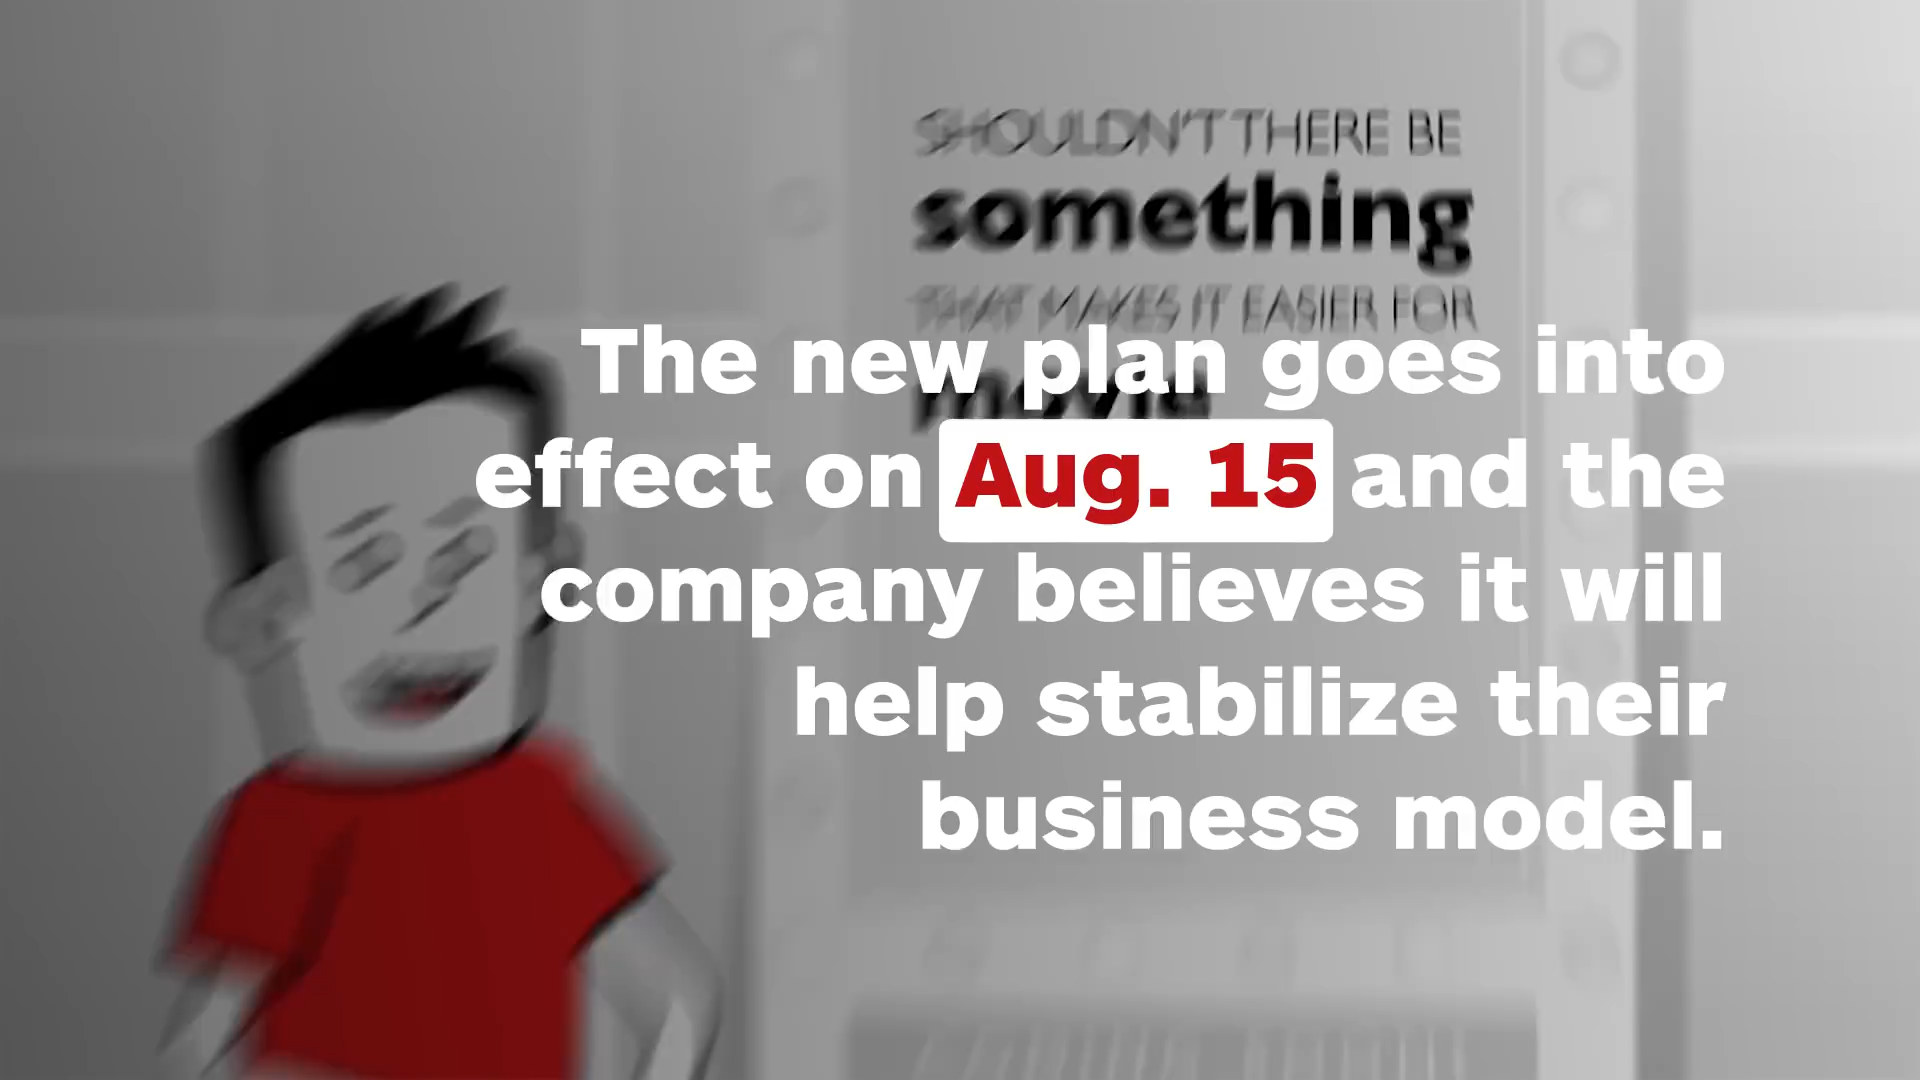 SHOULDN'T THERE BE
something
THAT MAKES IT EASIER FOR
movie
The new plan goes into
effect on Aug. 15 and the
company believes it will
help stabilize their
business model.